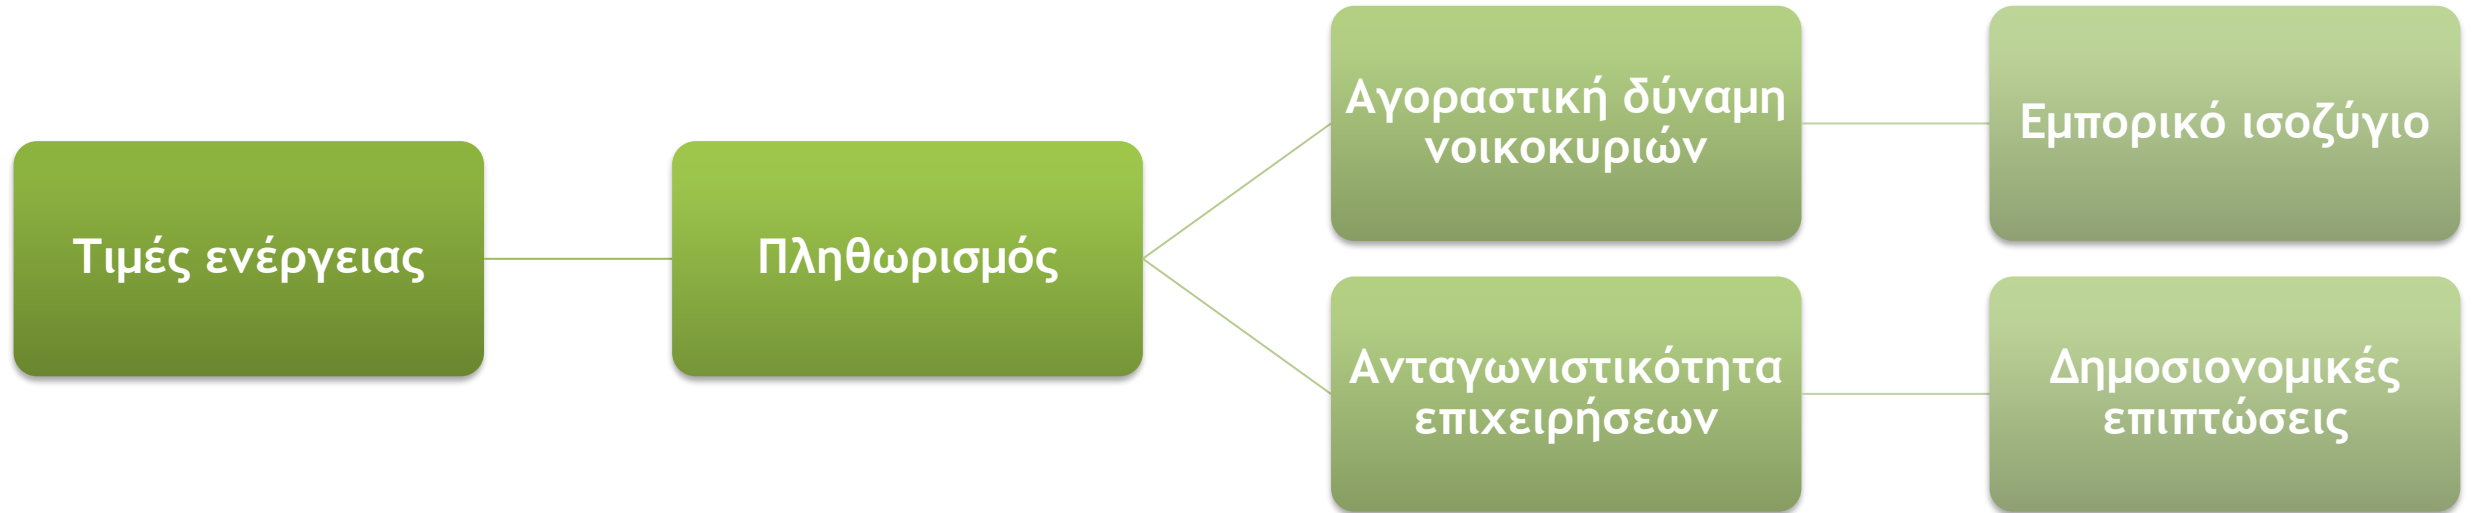 Τιμές ενέργειας
Πληθωρισμός
Αγοραστική δύναμη
νοικοκυριών
Εμπορικό ισοζύγιο
Ανταγωνιστικότητα
επιχειρήσεων
Δημοσιονομικές
επιπτώσεις